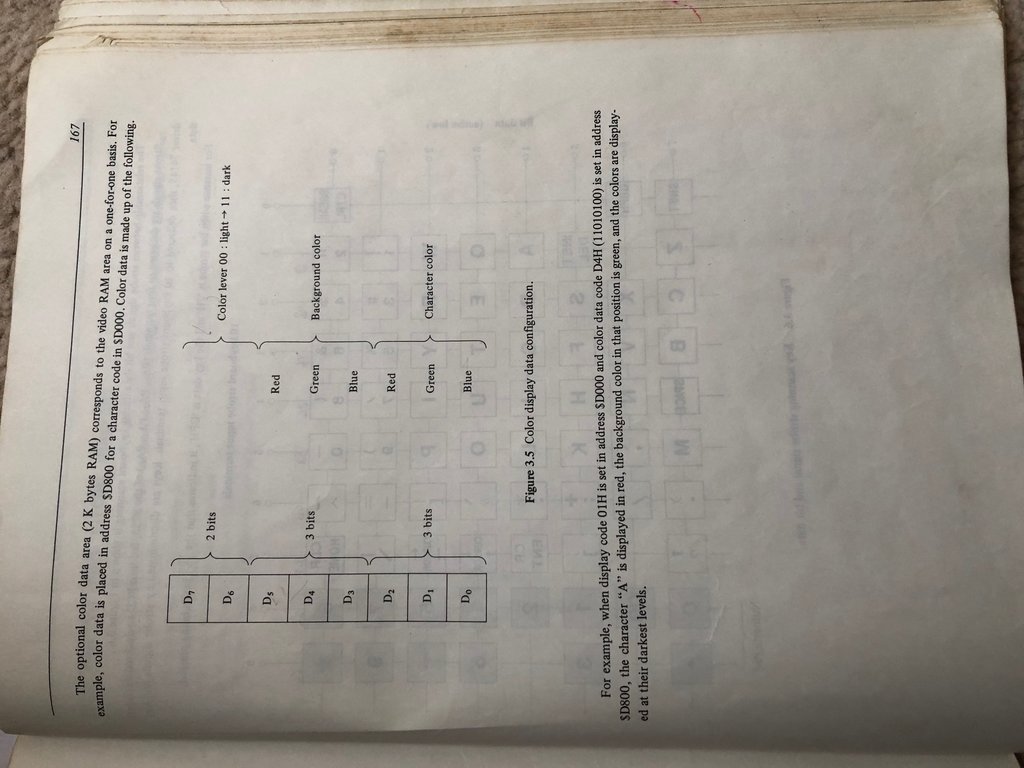 167
The optional color data area (2 K bytes RAM) corresponds to the video RAM area on a one-for-one basis. For
example, color data is placed in address $D800 for a character code in $D000. Color data is made up of the following.
D7
D6
2 bits
Color lever 00 : light → 11 : dark
D5
D4
D3
3 bits
Red
Green
Blue
Background color
D2
D1
D0
3 bits
Red
Green
Blue
Character color
Figure 3.5 Color display data configuration.
For example, when display code 01H is set in address $D000 and color data code D4H (11010100) is set in address
$D800, the character "A" is displayed in red, the background color in that position is green, and the colors are display-
ed at their darkest levels.